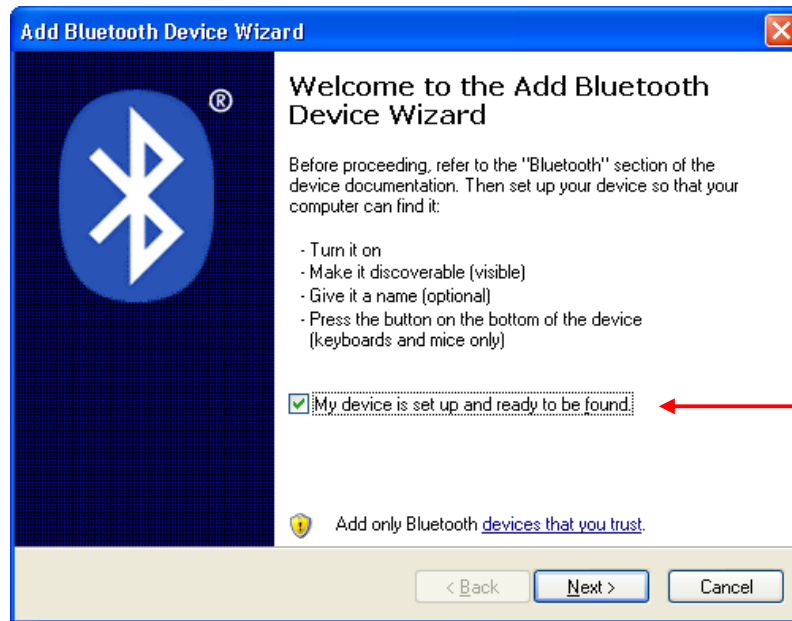 Add Bluetooth Device Wizard
®
Welcome to the Add Bluetooth
Device Wizard
Before proceeding, refer to the "Bluetooth" section of the
device documentation. Then set up your device so that your
computer can find it:
- Turn it on
- Make it discoverable (visible)
- Give it a name (optional)
- Press the button on the bottom of the device
(keyboards and mice only)
My device is set up and ready to be found.
Add only Bluetooth devices that you trust.
< Back
Next >
Cancel